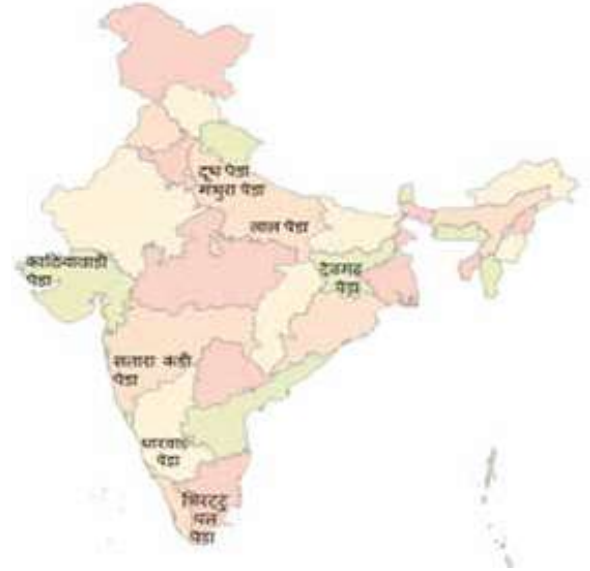 दूध पेडा
मथुरा पेडा
लाल पेडा
काठियावाडी
पेडा
देवगढ
पेडा
सतारा कंदी
पेडा
धारवाड
पेडा
पाल
पेडा